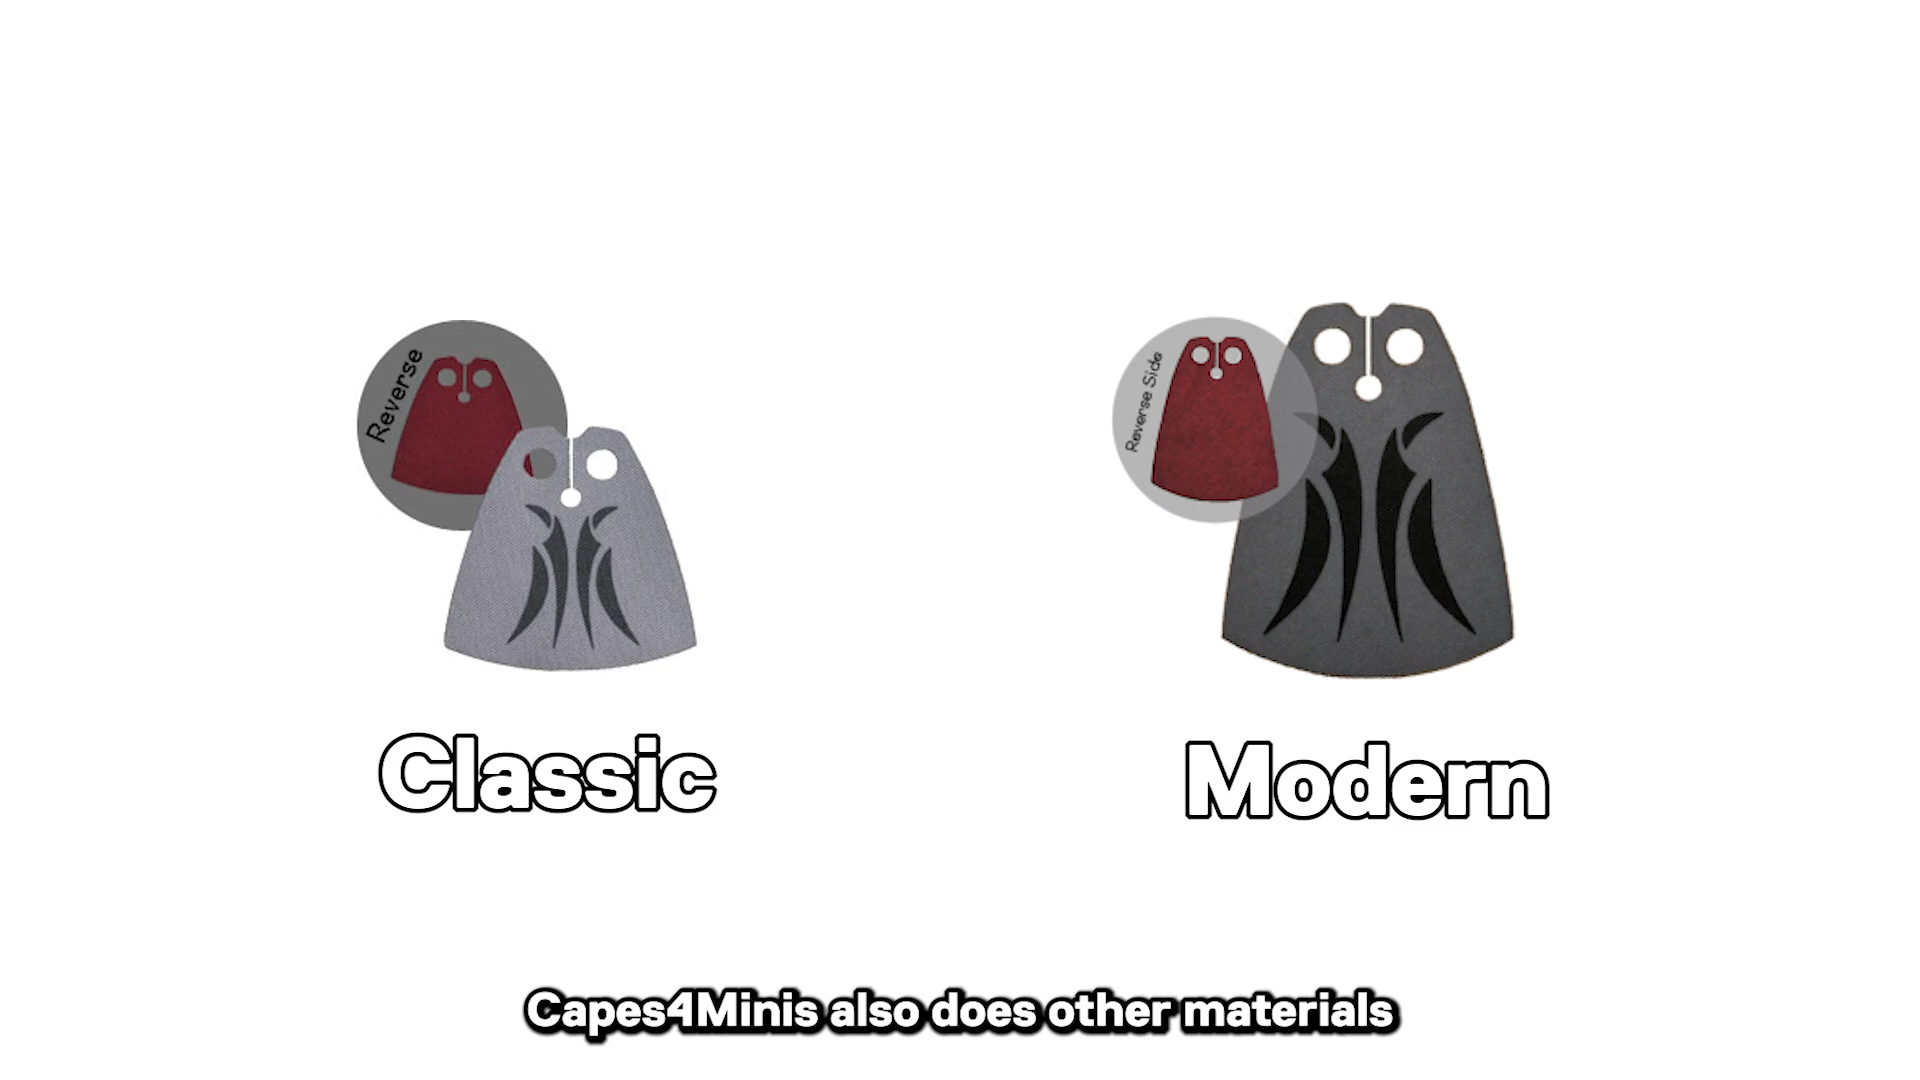 Reverse
Reverse Side
Classic
Modern
Capes4Minis also does other materials